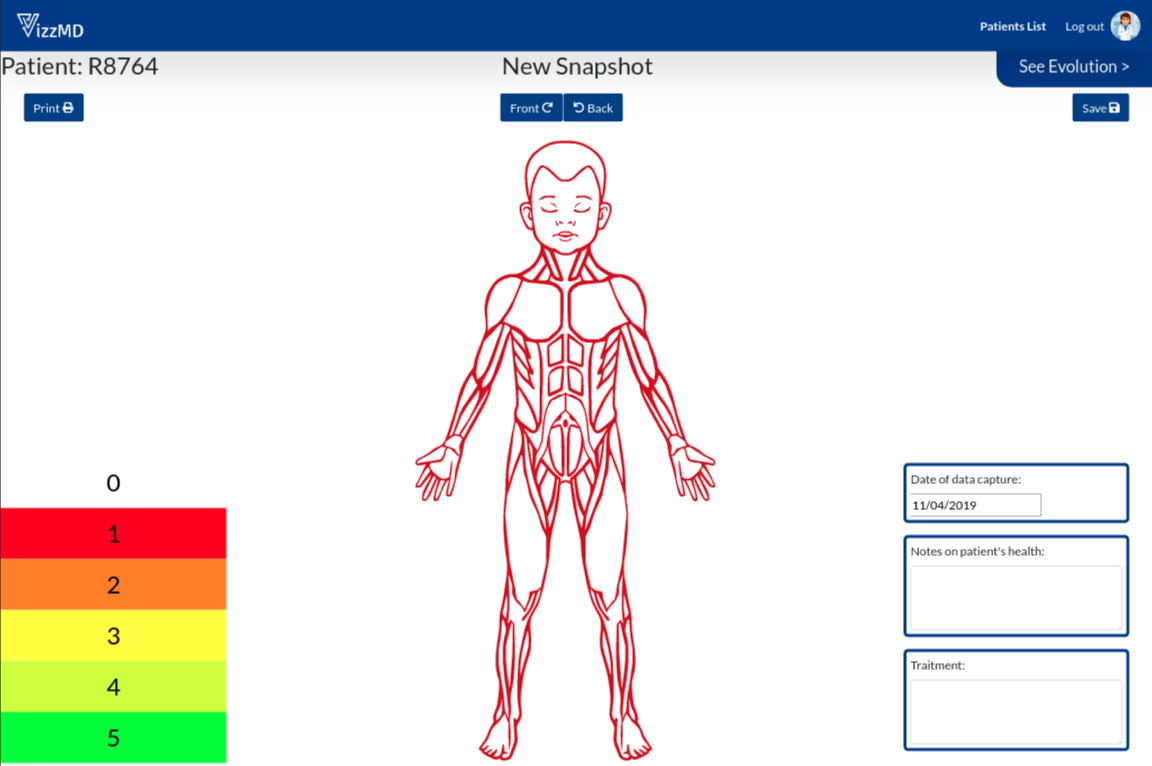 VizzMD
Patients List Log out
Patient: R8764
New Snapshot
See Evolution >
Print
Front
Back
Save
0
1
2
3
4
5
Date of data capture:
11/04/2019
Notes on patient's health:
Traitment: